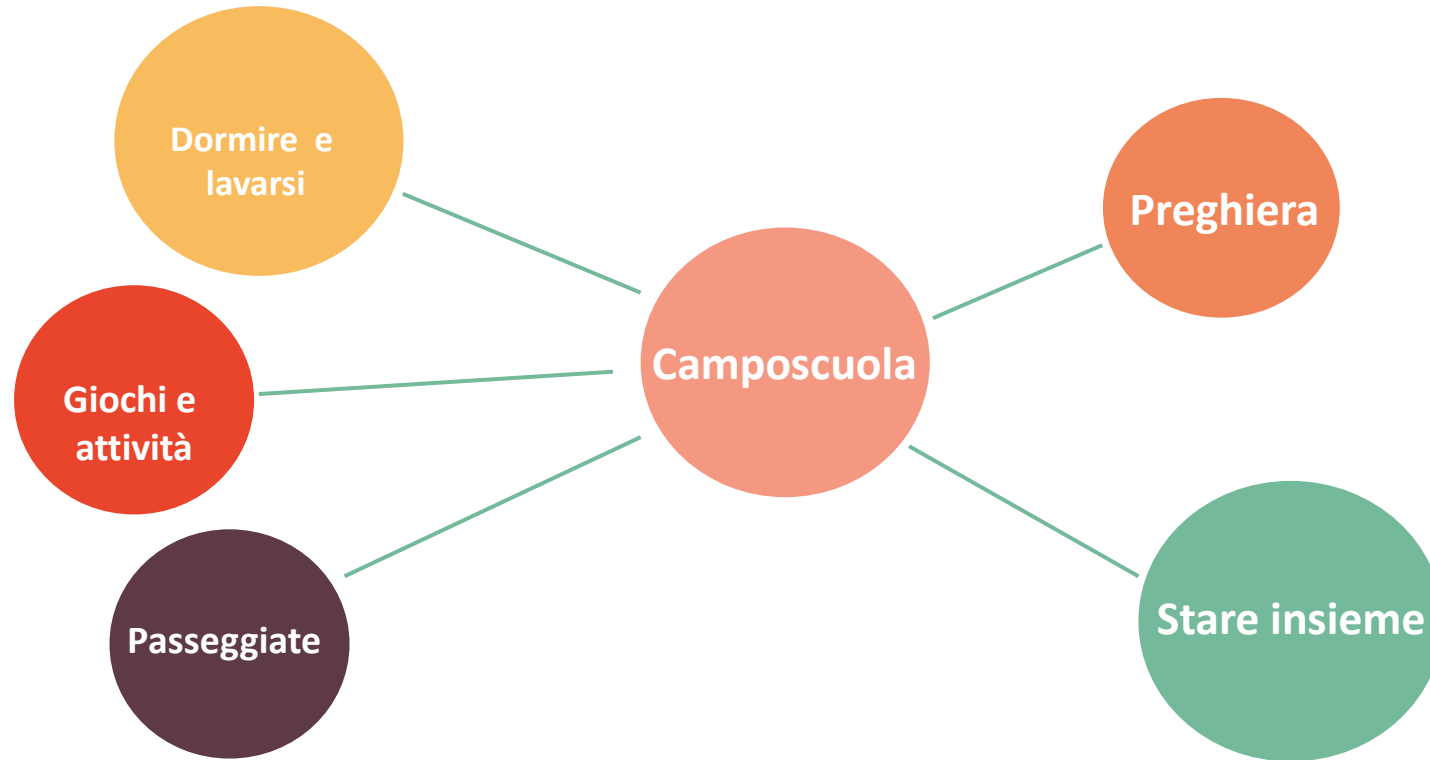 Dormire e
lavarsi
Preghiera
Camposcuola
Giochi e
attività
Stare insieme
Passeggiate